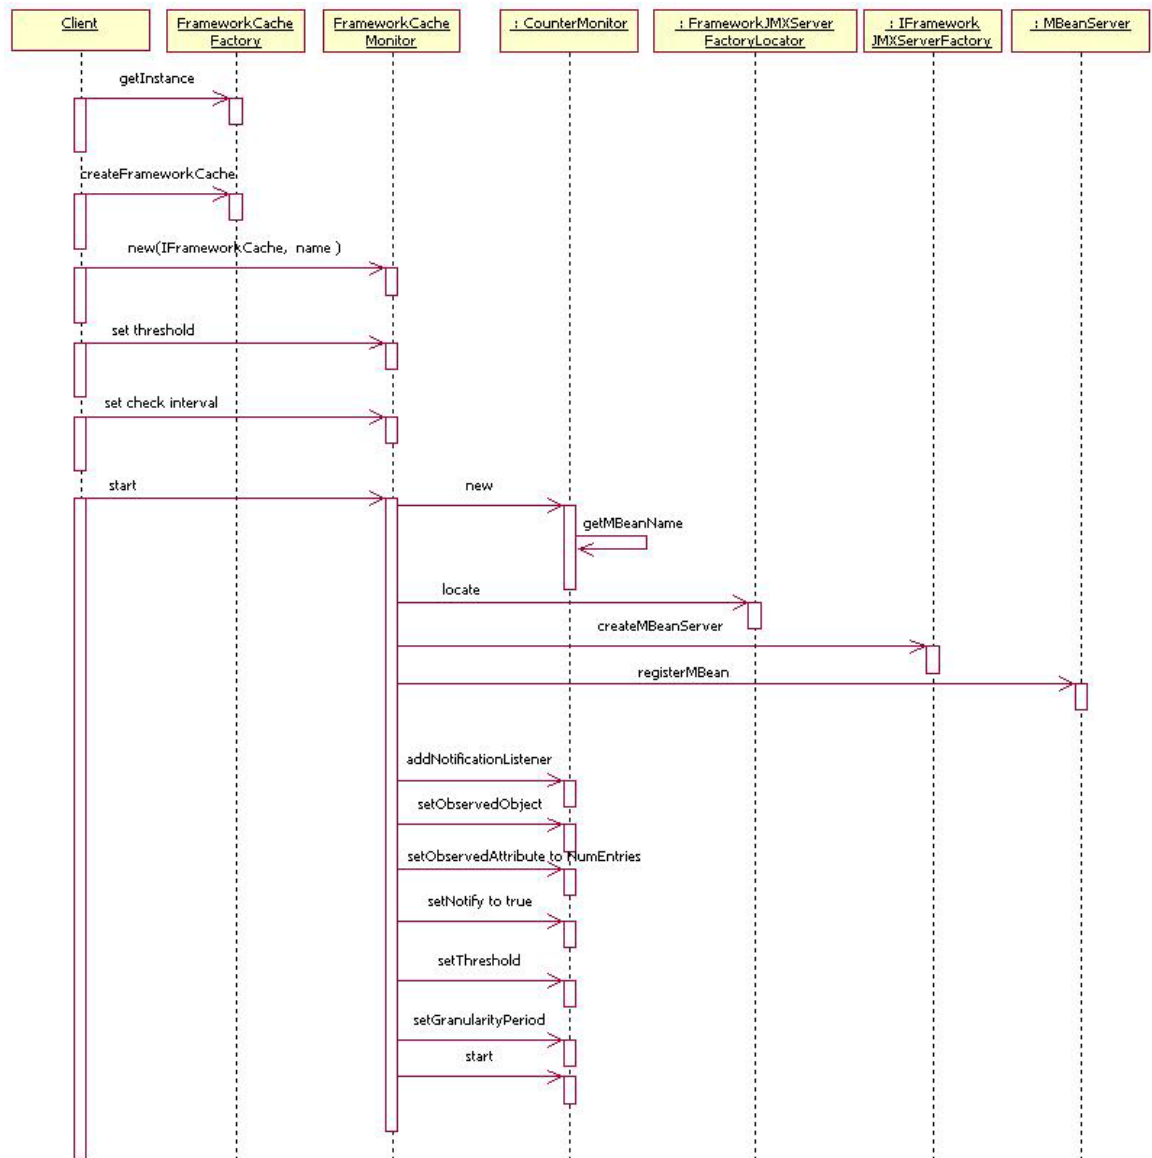 Client
FrameworkCache
Factory
FrameworkCache
Monitor
: CounterMonitor
: FrameworkJMXServer
FactoryLocator
: IFramework
JMXServerFactory
: MBeanServer
getInstance
createFrameworkCache
new(IFrameworkCache, name )
set threshold
set check interval
start
new
getMBeanName
locate
createMBeanServer
registerMBean
addNotificationListener
setObservedObject
setObservedAttribute to NumEntries
setNotify to true
setThreshold
setGranularityPeriod
start